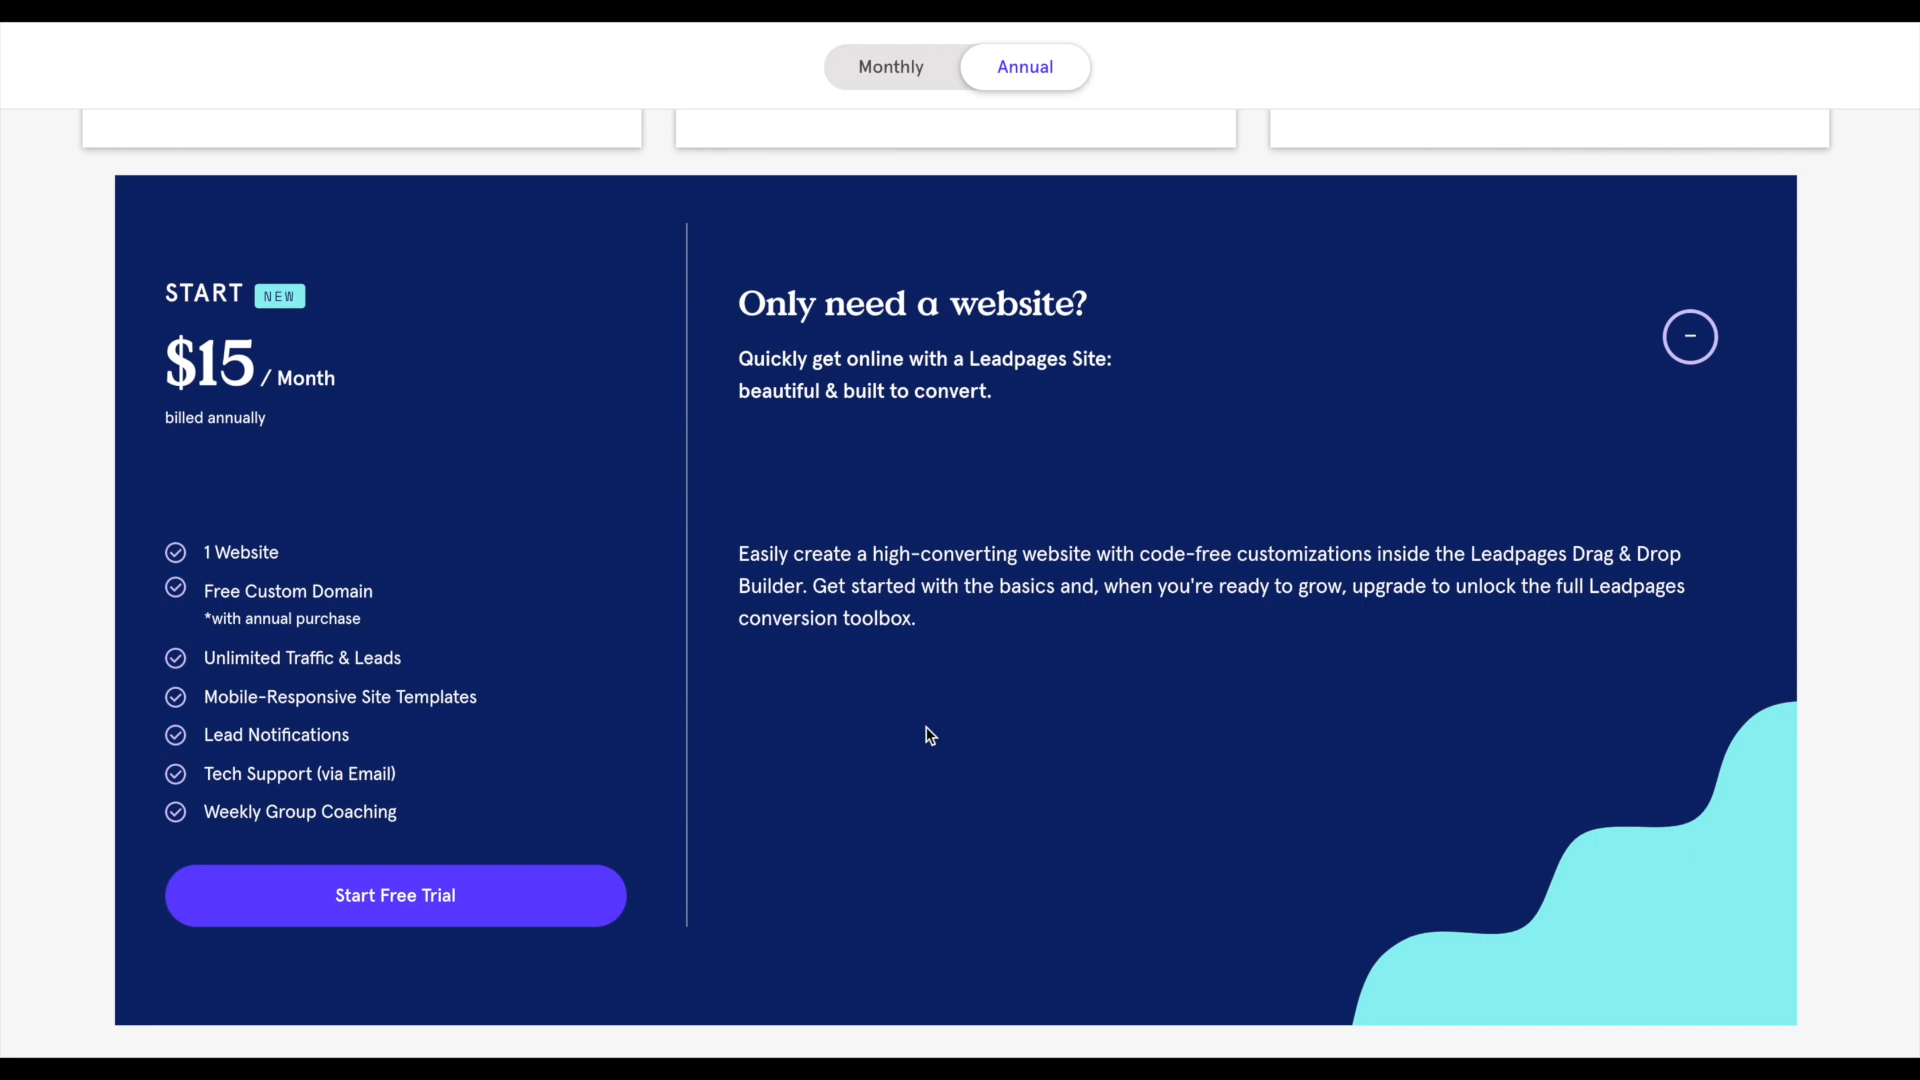 Monthly
Annual
START NEW
$15 / Month
billed annually
1 Website
Free Custom Domain
*with annual purchase
Unlimited Traffic & Leads
Mobile-Responsive Site Templates
Lead Notifications
Tech Support (via Email)
Weekly Group Coaching
Start Free Trial
Only need a website?
Quickly get online with a Leadpages Site:
beautiful & built to convert.
Easily create a high-converting website with code-free customizations inside the Leadpages Drag & Drop
Builder. Get started with the basics and, when you're ready to grow, upgrade to unlock the full Leadpages
conversion toolbox.